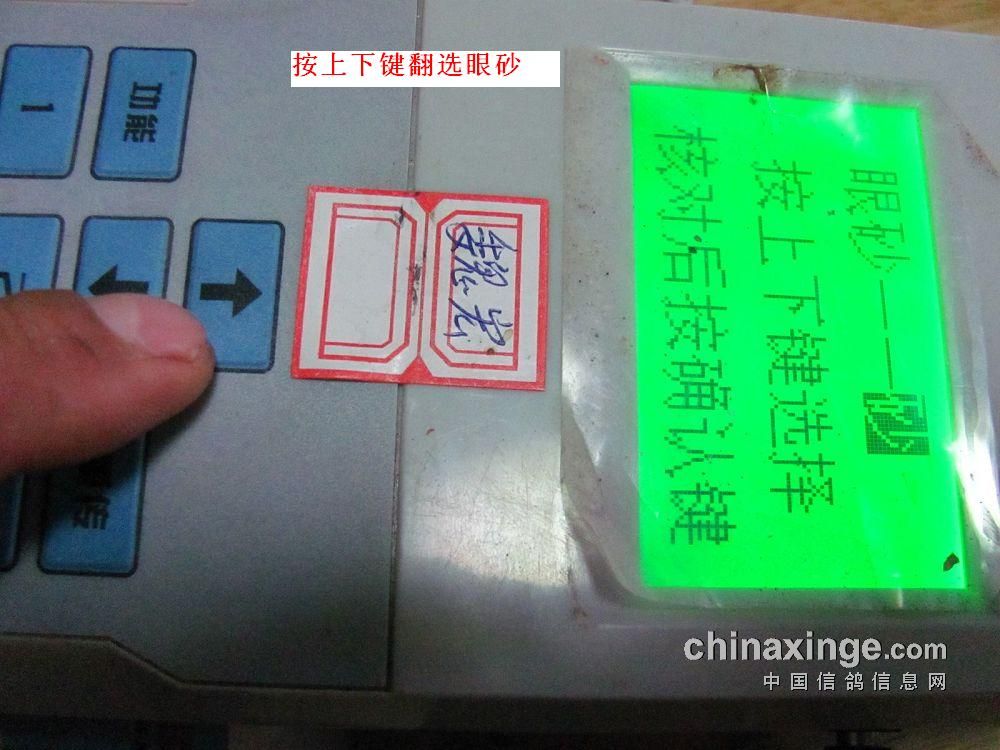 按上下键翻选眼砂
功能
1
眼砂——砂
按上下键选择
核对后按确认键
chinaxinge.com
中国信鸽信息网